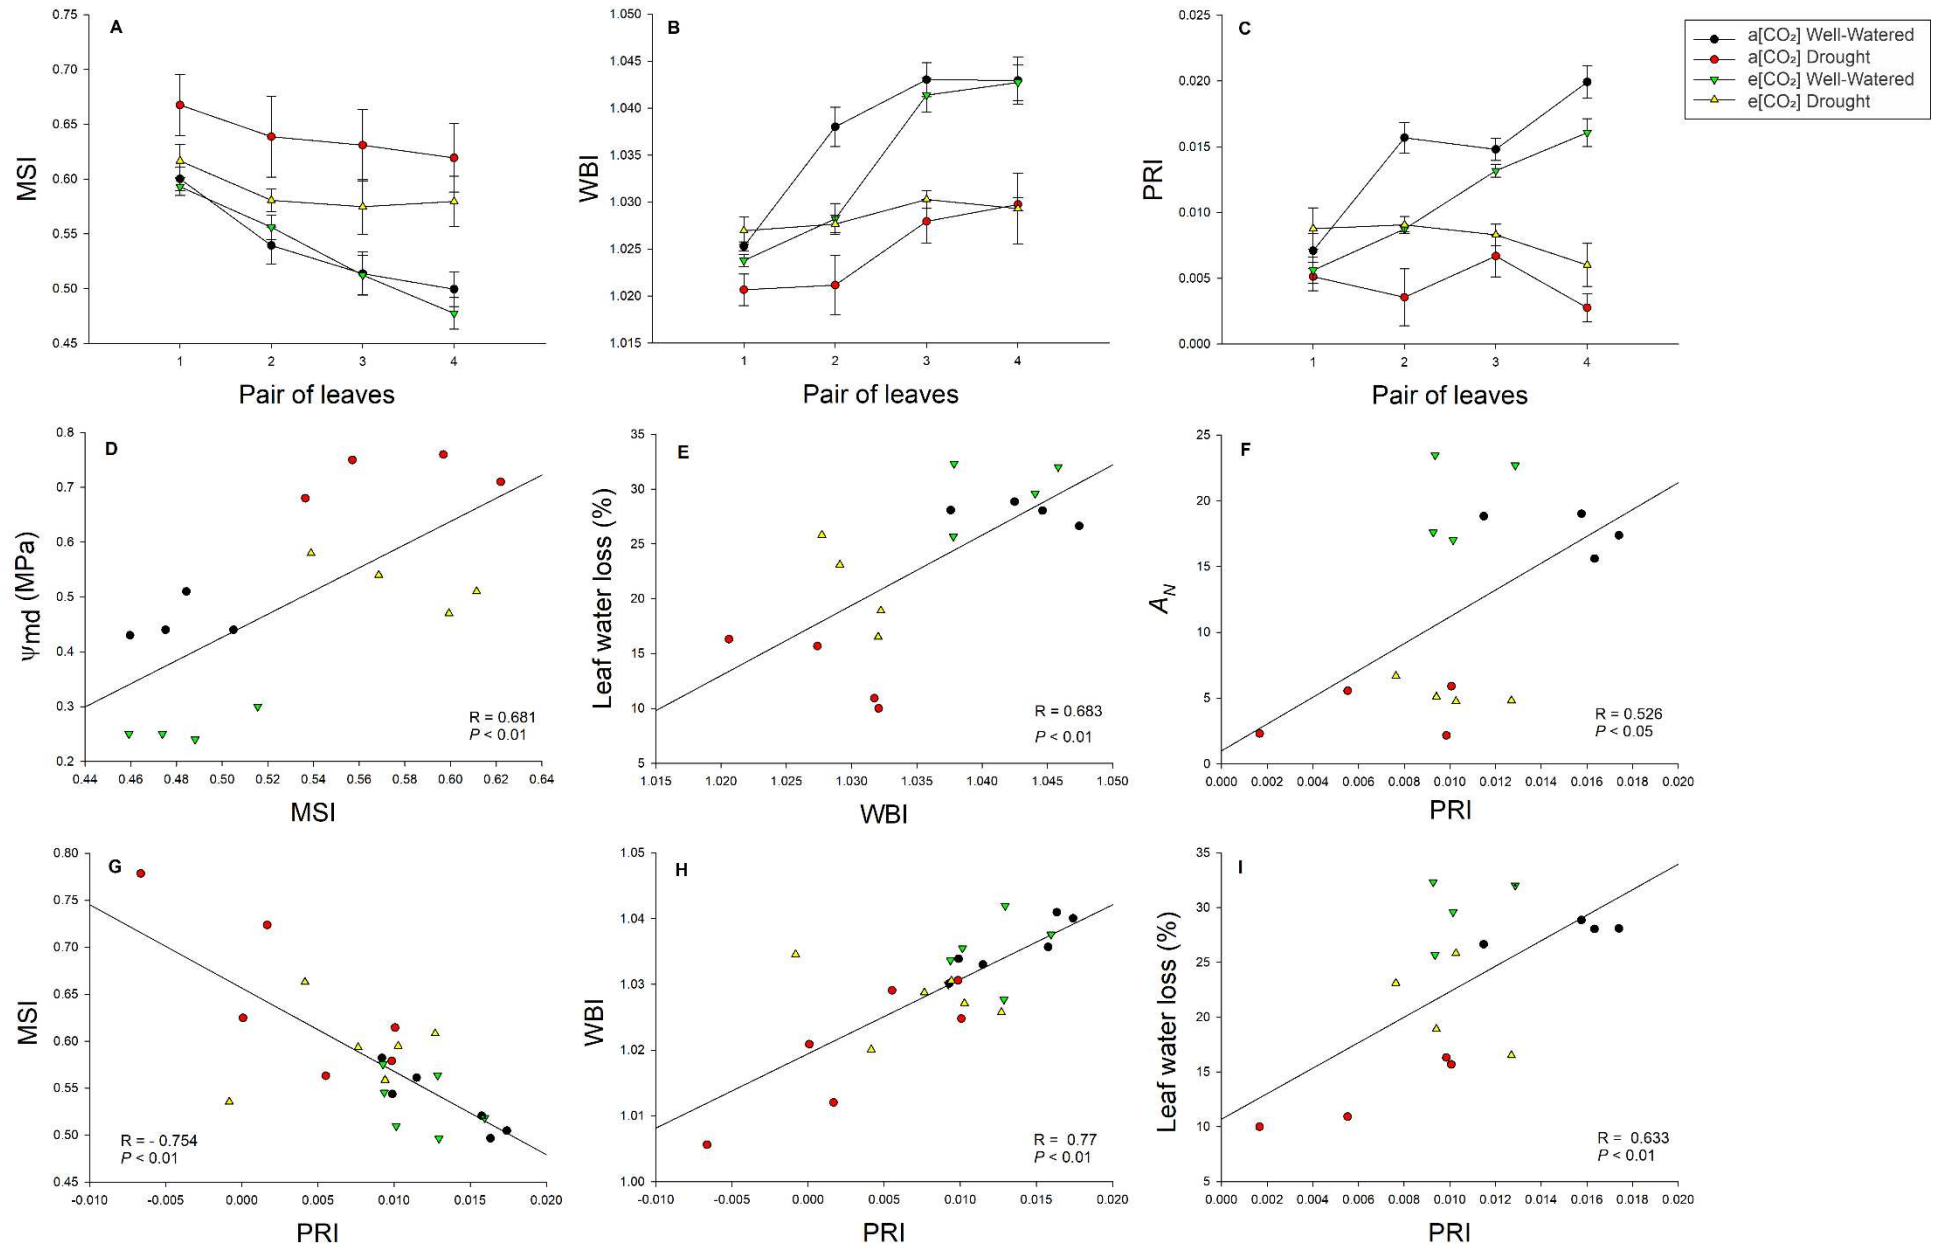 A
0.75
0.70
0.65
0.60
0.55
0.50
0.45
MSI
1 2 3 4
Pair of leaves
B
1.050
1.045
1.040
1.035
1.030
1.025
1.020
1.015
WBI
1 2 3 4
Pair of leaves
C
0.025
0.020
0.015
0.010
0.005
0.000
PRI
1 2 3 4
Pair of leaves
a[CO₂] Well-Watered
a[CO₂] Drought
e[CO₂] Well-Watered
e[CO₂] Drought
D
0.8
0.7
0.6
0.5
0.4
0.3
0.2
Ψmd (MPa)
R = 0.681
P < 0.01
0.44 0.46 0.48 0.50 0.52 0.54 0.56 0.58 0.60 0.62 0.64
MSI
E
35
30
25
20
15
10
5
Leaf water loss (%)
R = 0.683
P < 0.01
1.015 1.020 1.025 1.030 1.035 1.040 1.045 1.050
WBI
F
25
20
15
10
5
0
A_N
R = 0.526
P < 0.05
0.000 0.002 0.004 0.006 0.008 0.010 0.012 0.014 0.016 0.018 0.020
PRI
G
0.80
0.75
0.70
0.65
0.60
0.55
0.50
0.45
MSI
R = - 0.754
P < 0.01
-0.010 -0.005 0.000 0.005 0.010 0.015 0.020
PRI
H
1.05
1.04
1.03
1.02
1.01
1.00
WBI
R = 0.77
P < 0.01
-0.010 -0.005 0.000 0.005 0.010 0.015 0.020
PRI
I
35
30
25
20
15
10
5
Leaf water loss (%)
R = 0.633
P < 0.01
0.000 0.002 0.004 0.006 0.008 0.010 0.012 0.014 0.016 0.018 0.020
PRI